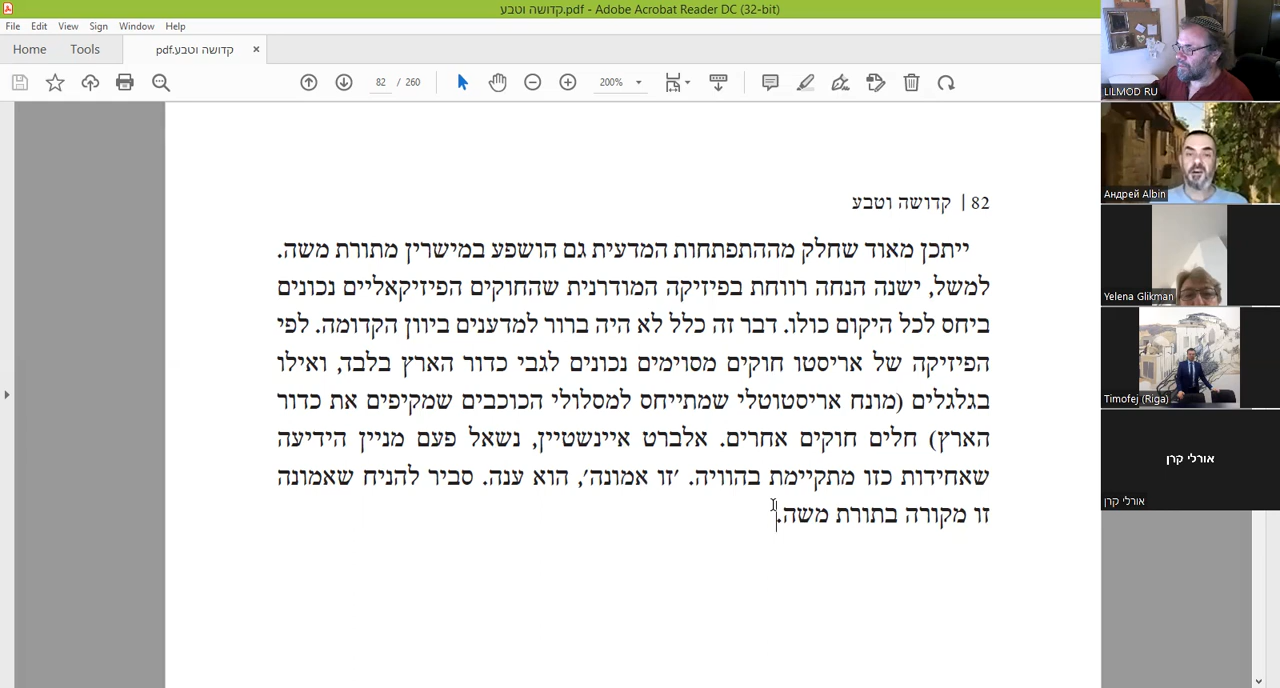 קדושה וטבע.pdf - Adobe Acrobat Reader DC (32-bit)
File Edit View Sign Window Help
Home Tools קדושה וטבע.pdf ×
82 / 260 200%
82 | קדושה וטבע
ייתכן מאוד שחלק מההתפתחות המדעית גם הושפע במישרין מתורת משה.
למשל, ישנה הנחה רווחת בפיזיקה המודרנית שהחוקים הפיזיקאליים נכונים
ביחס לכל היקום כולו. דבר זה כלל לא היה ברור למדענים ביוון הקדומה. לפי
הפיזיקה של אריסטו חוקים מסוימים נכונים לגבי כדור הארץ בלבד, ואילו
בגלגלים (מונח אריסטוטלי שמתייחס למסלולי הכוכבים שמקיפים את כדור
הארץ) חלים חוקים אחרים. אלברט איינשטיין, נשאל פעם מניין הידיעה
שאחידות כזו מתקיימת בהוויה. 'זו אמונה', הוא ענה. סביר להניח שאמונה
זו מקורה בתורת משה.
LILMOD RU
Андрей Albin
Yelena Glikman
Timofej (Riga)
אורלי קרן
אורלי קרן